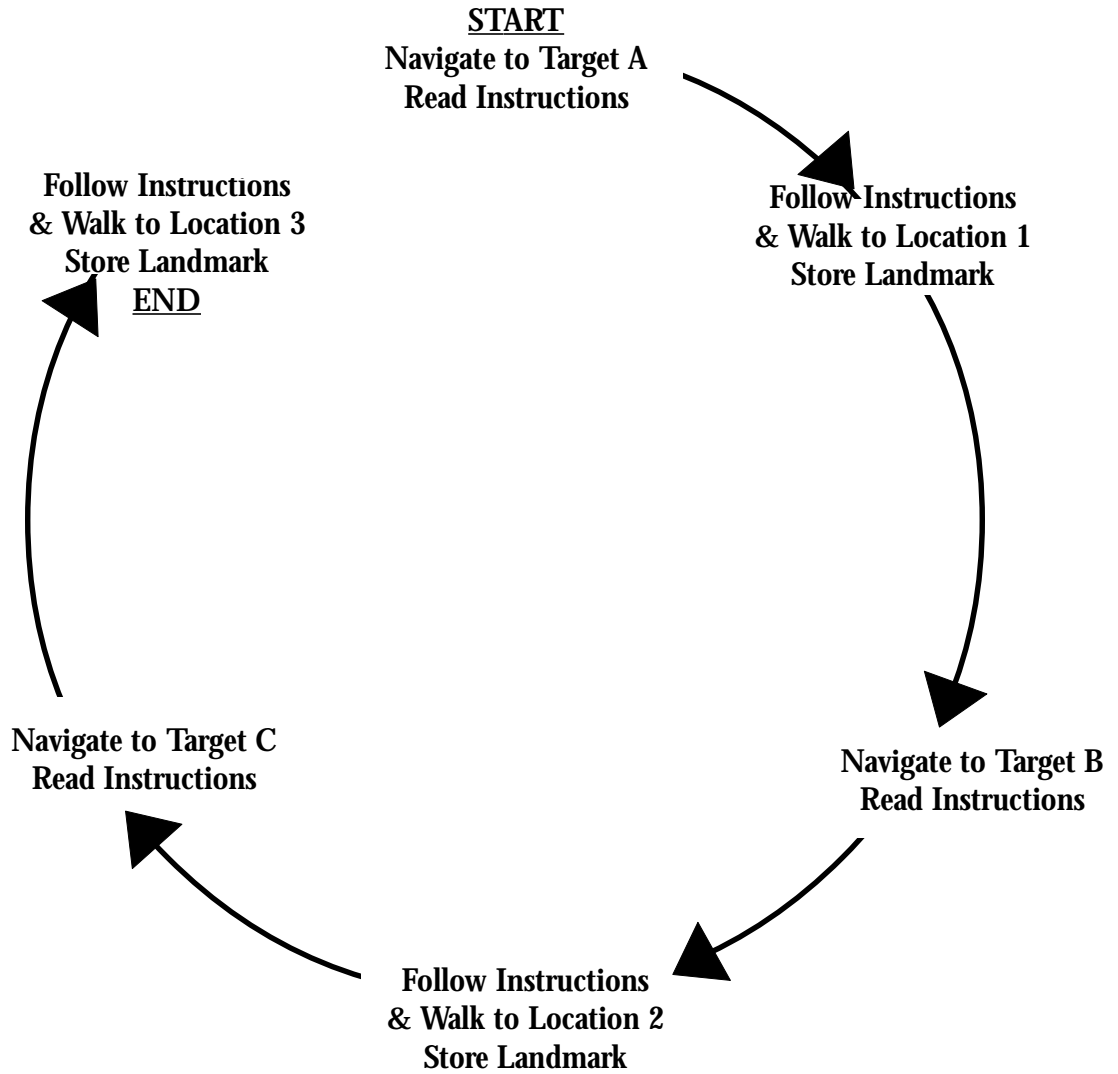 START
Navigate to Target A
Read Instructions
Follow Instructions
& Walk to Location 1
Store Landmark
Navigate to Target B
Read Instructions
Follow Instructions
& Walk to Location 2
Store Landmark
Navigate to Target C
Read Instructions
Follow Instructions
& Walk to Location 3
Store Landmark
END